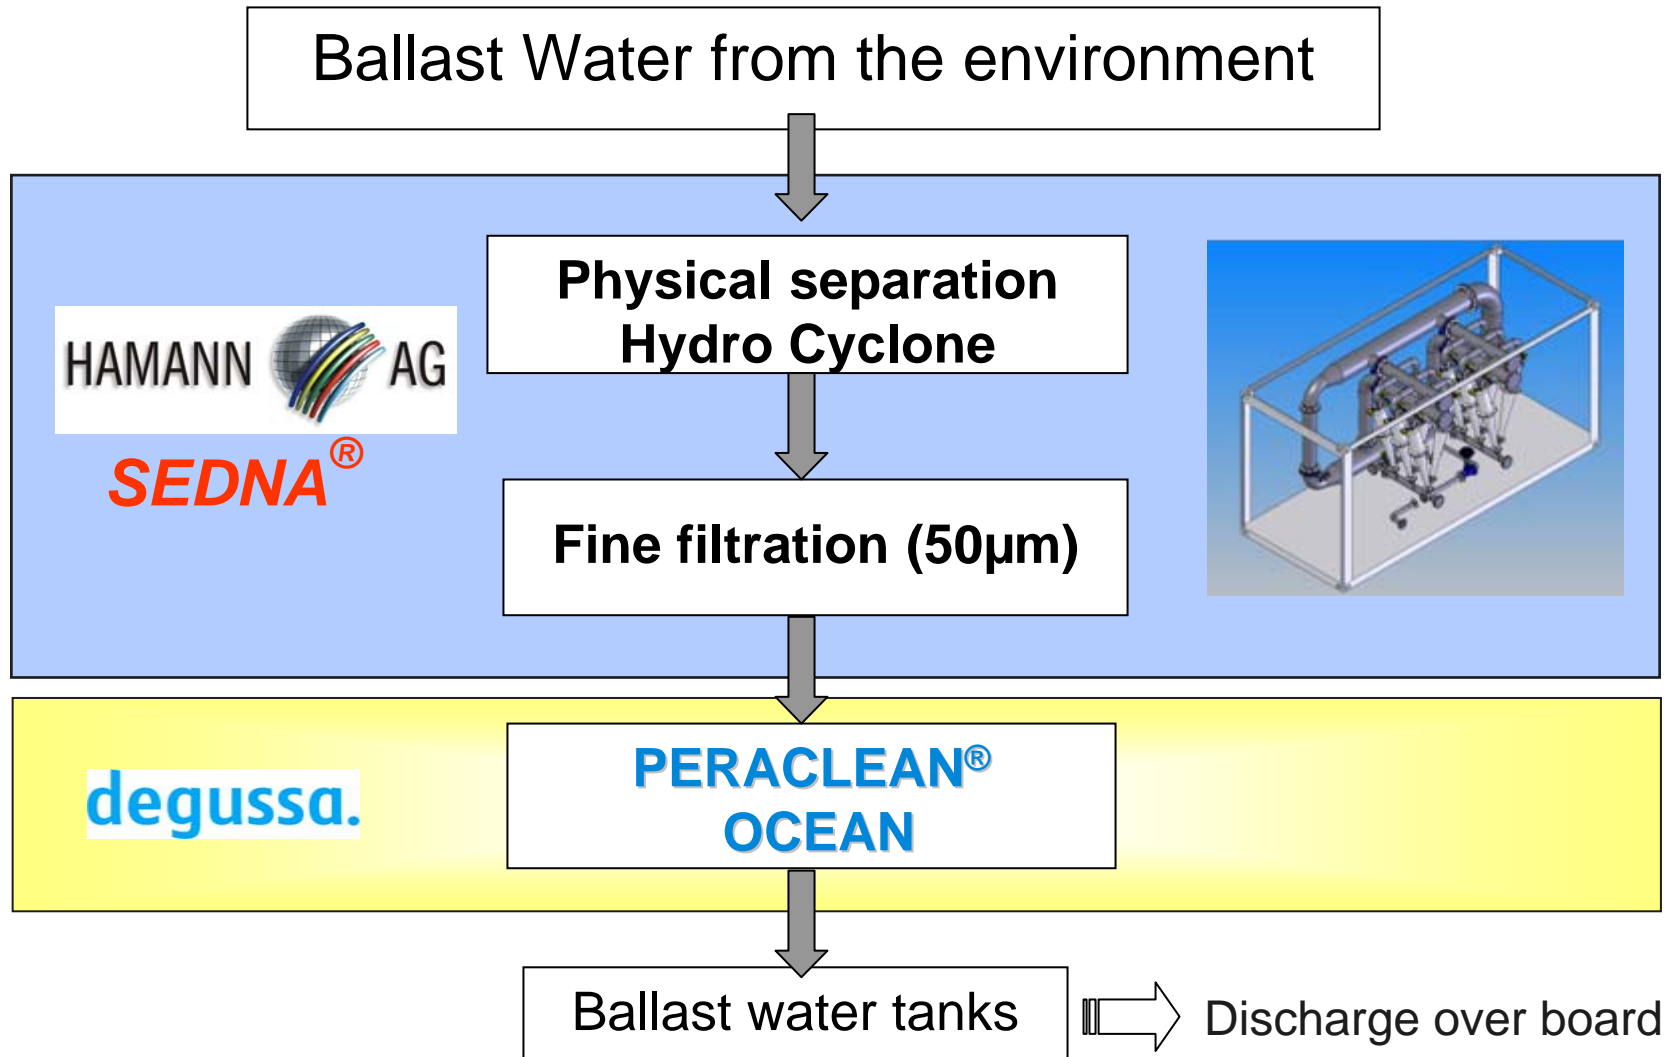 Ballast Water from the environment
Physical separation
Hydro Cyclone
HAMANN AG
SEDNA®
Fine filtration (50µm)
PERACLEAN®
OCEAN
degussa.
Ballast water tanks
Discharge over board